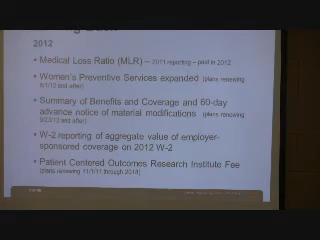 2012
• Medical Loss Ratio (MLR) – 2011 reporting – paid in 2012
• Women's Preventive Services expanded (plans renewing
8/1/12 and after)
• Summary of Benefits and Coverage and 60-day
advance notice of material modifications (plans renewing
9/23/12 and after)
• W-2 reporting of aggregate value of employer-
sponsored coverage on 2012 W-2
• Patient Centered Outcomes Research Institute Fee
(plans renewing 11/1/11 through 2018)